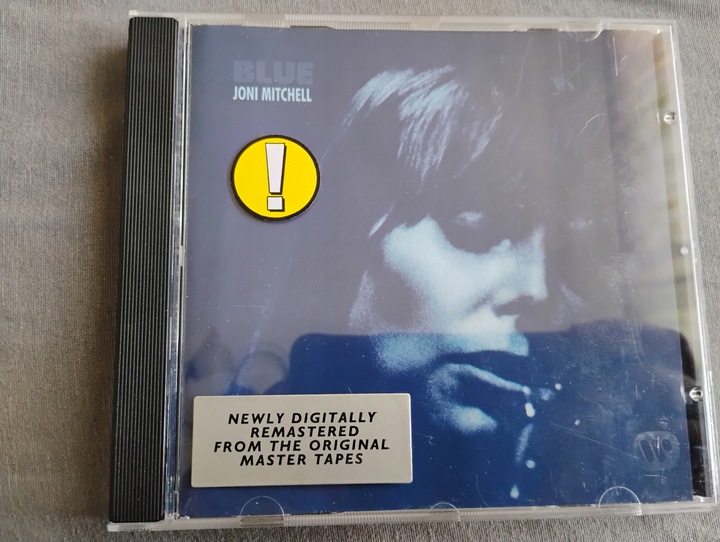 BLUE
JONI MITCHELL
!
NEWLY DIGITALLY
REMASTERED
FROM THE ORIGINAL
MASTER TAPES